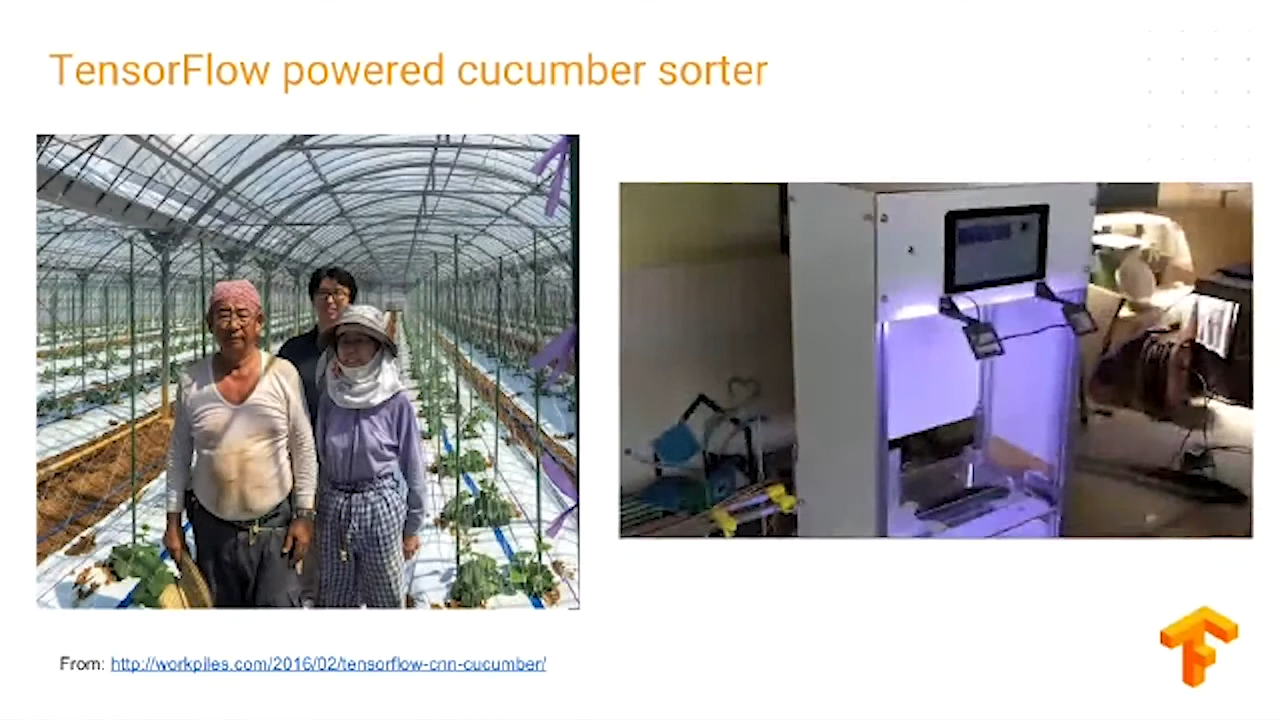 TensorFlow powered cucumber sorter
From: http://workpiles.com/2016/02/tensorflow-cnn-cucumber/